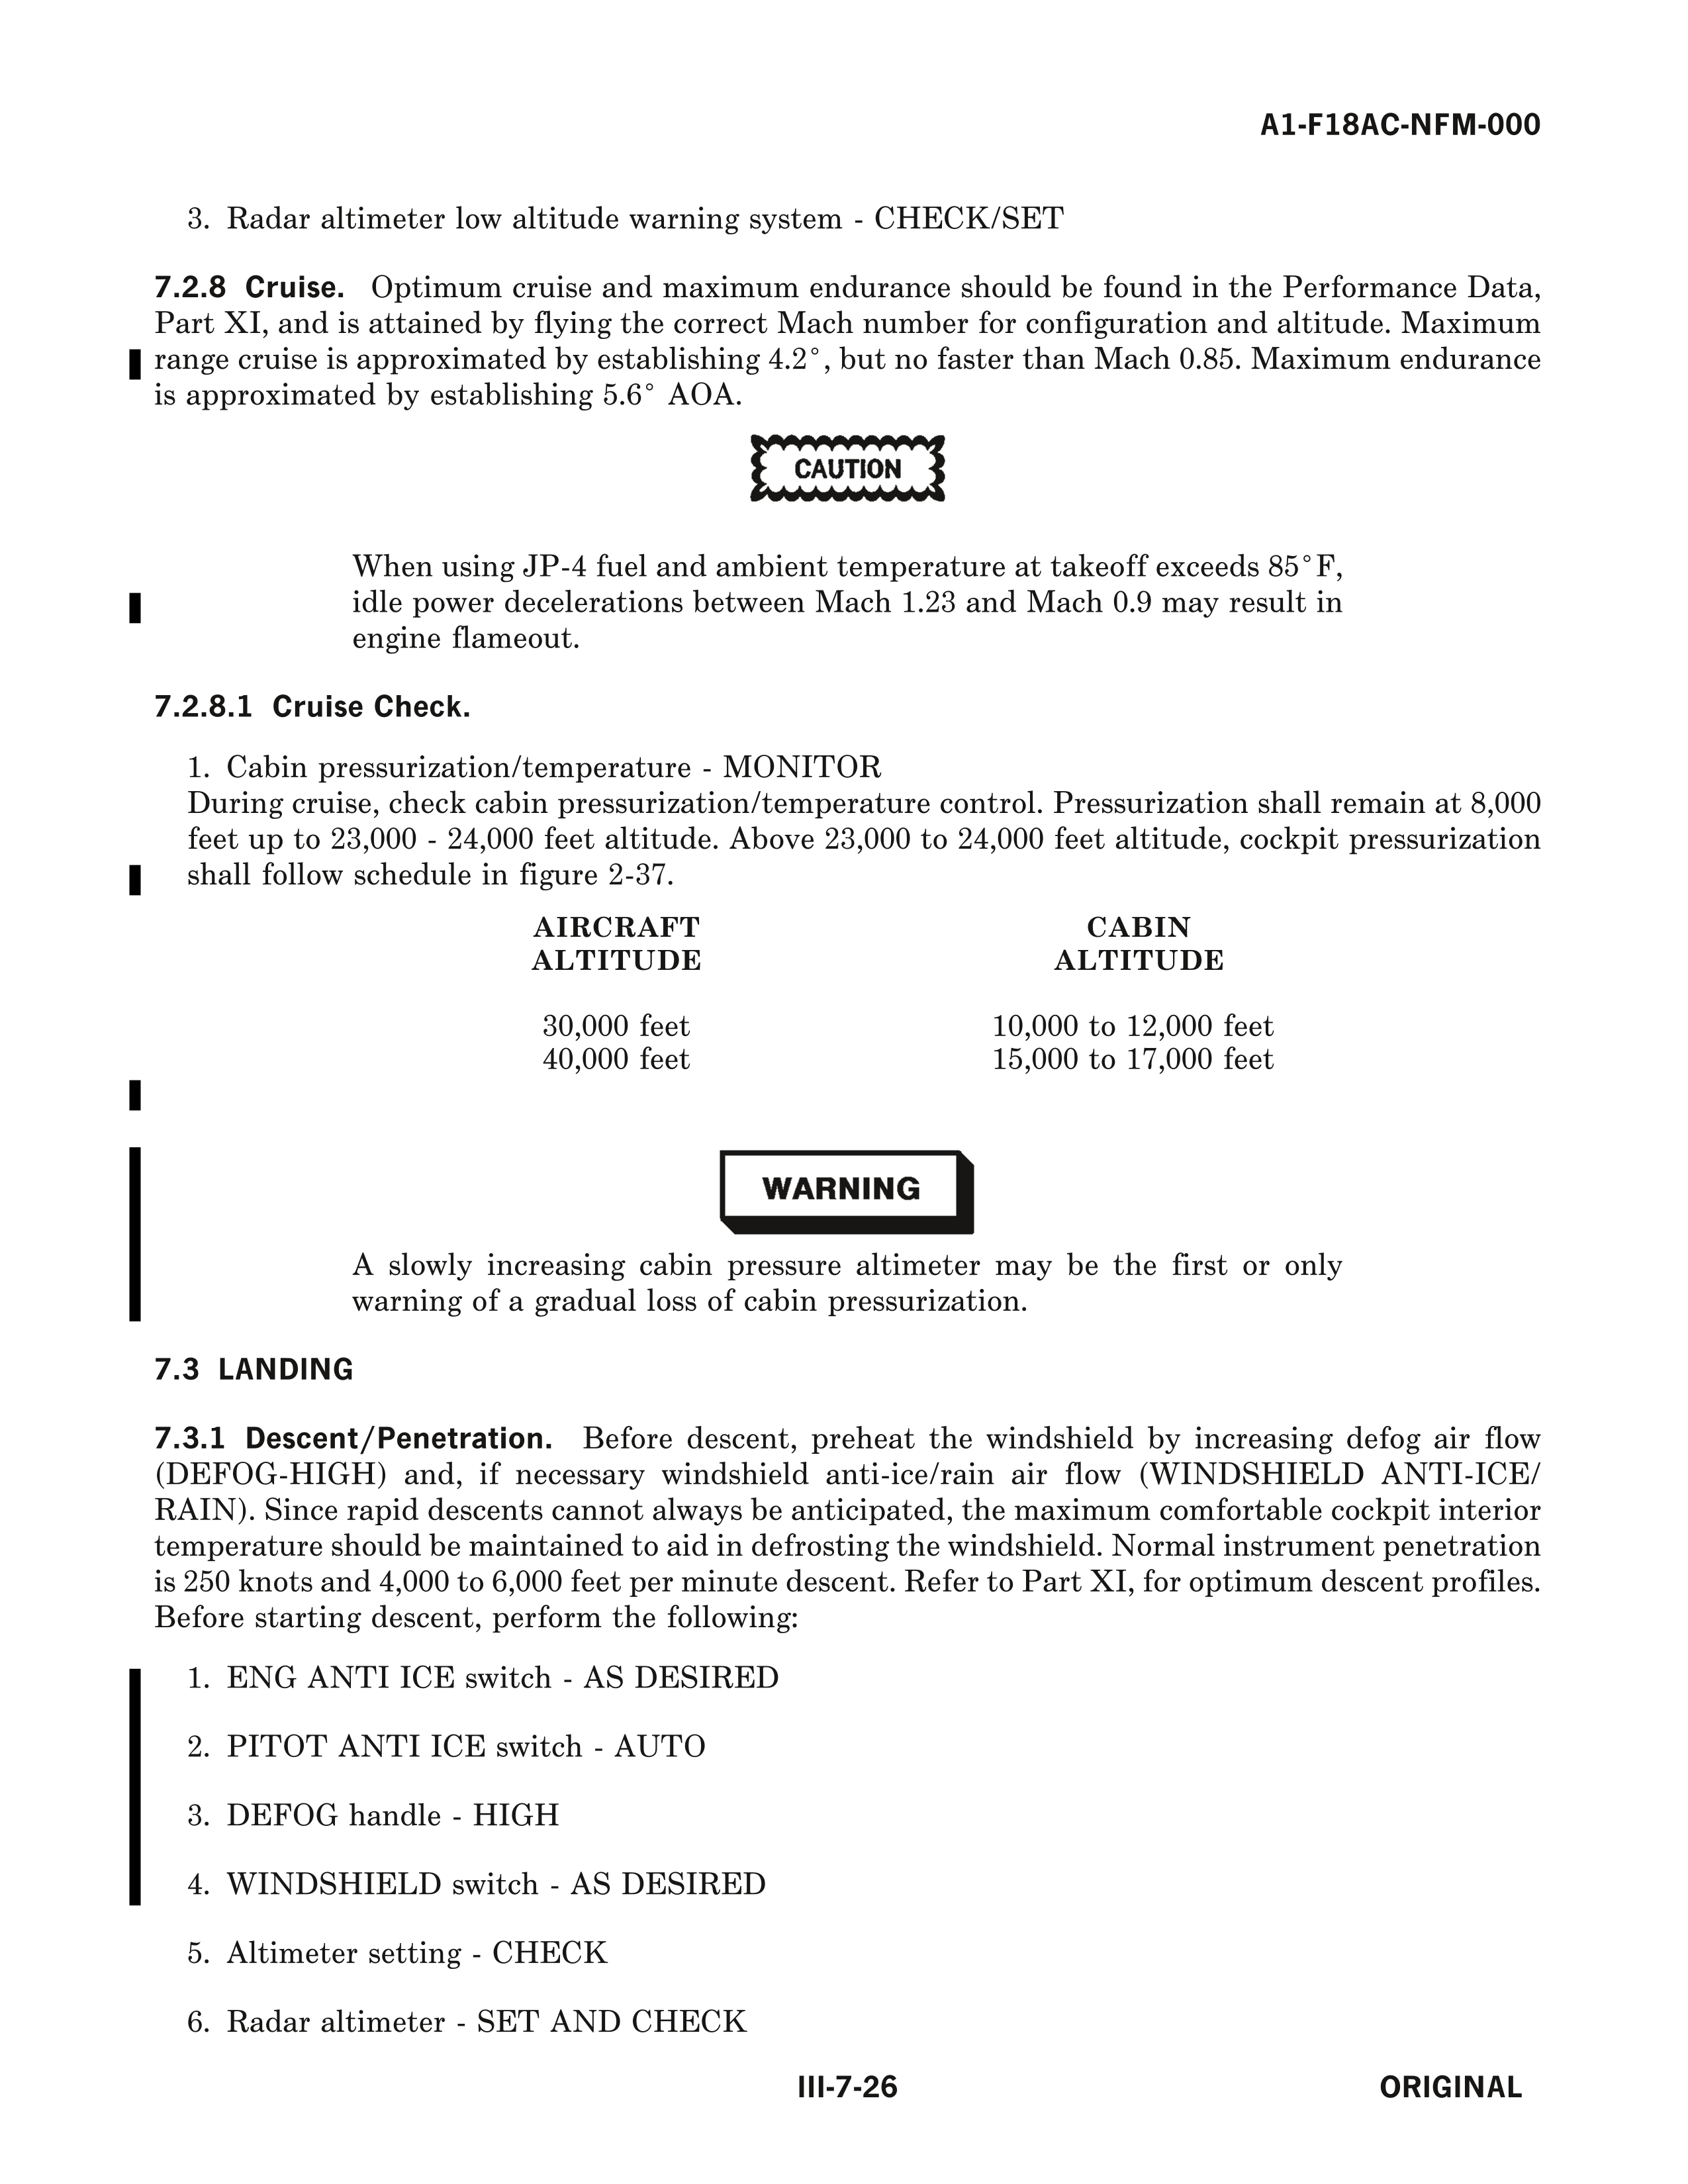 A1-F18AC-NFM-000
3. Radar altimeter low altitude warning system - CHECK/SET
7.2.8 Cruise. Optimum cruise and maximum endurance should be found in the Performance Data,
Part XI, and is attained by flying the correct Mach number for configuration and altitude. Maximum
range cruise is approximated by establishing 4.2°, but no faster than Mach 0.85. Maximum endurance
is approximated by establishing 5.6° AOA.
CAUTION
When using JP-4 fuel and ambient temperature at takeoff exceeds 85°F,
idle power decelerations between Mach 1.23 and Mach 0.9 may result in
engine flameout.
7.2.8.1 Cruise Check.
1. Cabin pressurization/temperature - MONITOR
During cruise, check cabin pressurization/temperature control. Pressurization shall remain at 8,000
feet up to 23,000 - 24,000 feet altitude. Above 23,000 to 24,000 feet altitude, cockpit pressurization
shall follow schedule in figure 2-37.
AIRCRAFT CABIN
ALTITUDE ALTITUDE
30,000 feet 10,000 to 12,000 feet
40,000 feet 15,000 to 17,000 feet
WARNING
A slowly increasing cabin pressure altimeter may be the first or only
warning of a gradual loss of cabin pressurization.
7.3 LANDING
7.3.1 Descent/Penetration. Before descent, preheat the windshield by increasing defog air flow
(DEFOG-HIGH) and, if necessary windshield anti-ice/rain air flow (WINDSHIELD ANTI-ICE/
RAIN). Since rapid descents cannot always be anticipated, the maximum comfortable cockpit interior
temperature should be maintained to aid in defrosting the windshield. Normal instrument penetration
is 250 knots and 4,000 to 6,000 feet per minute descent. Refer to Part XI, for optimum descent profiles.
Before starting descent, perform the following:
1. ENG ANTI ICE switch - AS DESIRED
2. PITOT ANTI ICE switch - AUTO
3. DEFOG handle - HIGH
4. WINDSHIELD switch - AS DESIRED
5. Altimeter setting - CHECK
6. Radar altimeter - SET AND CHECK
III-7-26 ORIGINAL